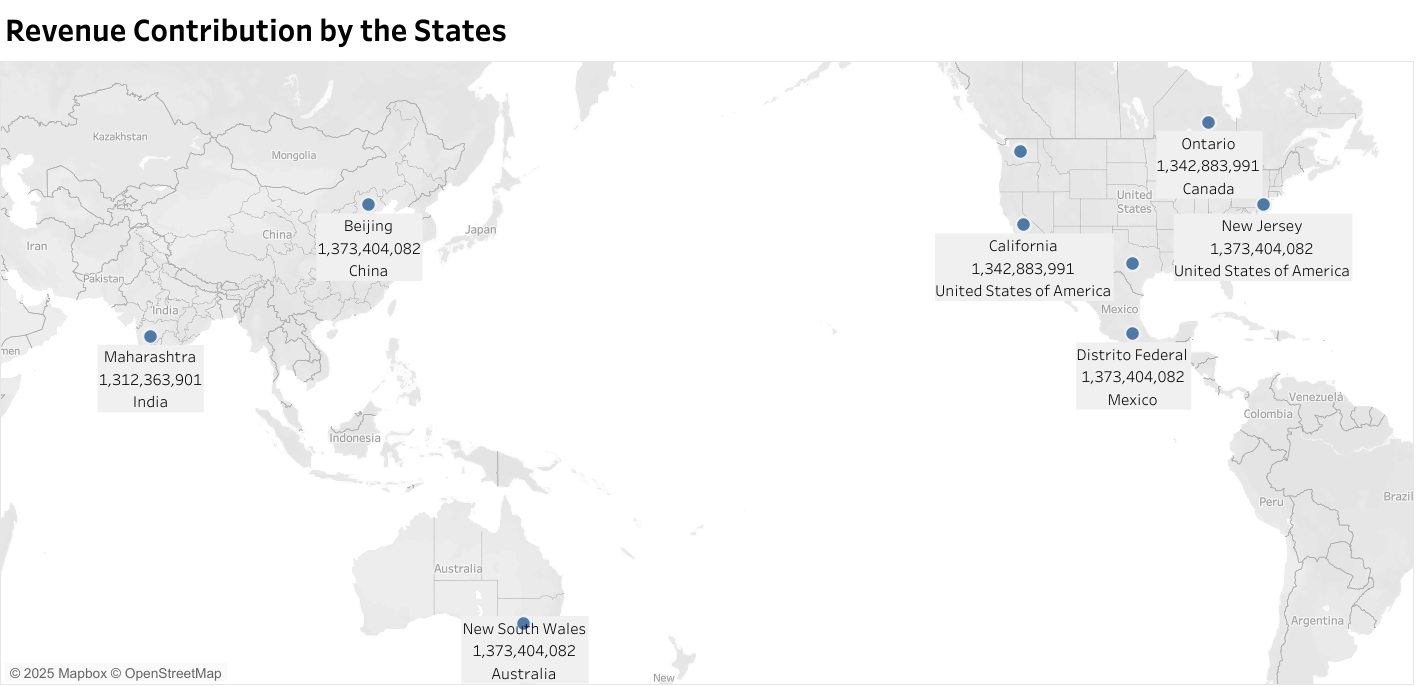 Revenue Contribution by the States
Kazakhstan
Mongolia
Ontario
1,342,883,991
Canada
United
States
Beijing
1,373,404,082
China
China
Japan
Iran
New Jersey
1,373,404,082
United States of America
California
1,342,883,991
United States of America
Pakistan
India
Mexico
men
Maharashtra
1,312,363,901
India
Distrito Federal
1,373,404,082
Mexico
Venezuela
Colombia
Indonesia
Peru
Brazil
Australia
New South Wales
1,373,404,082
Australia
Argentina
New
© 2025 Mapbox © OpenStreetMap